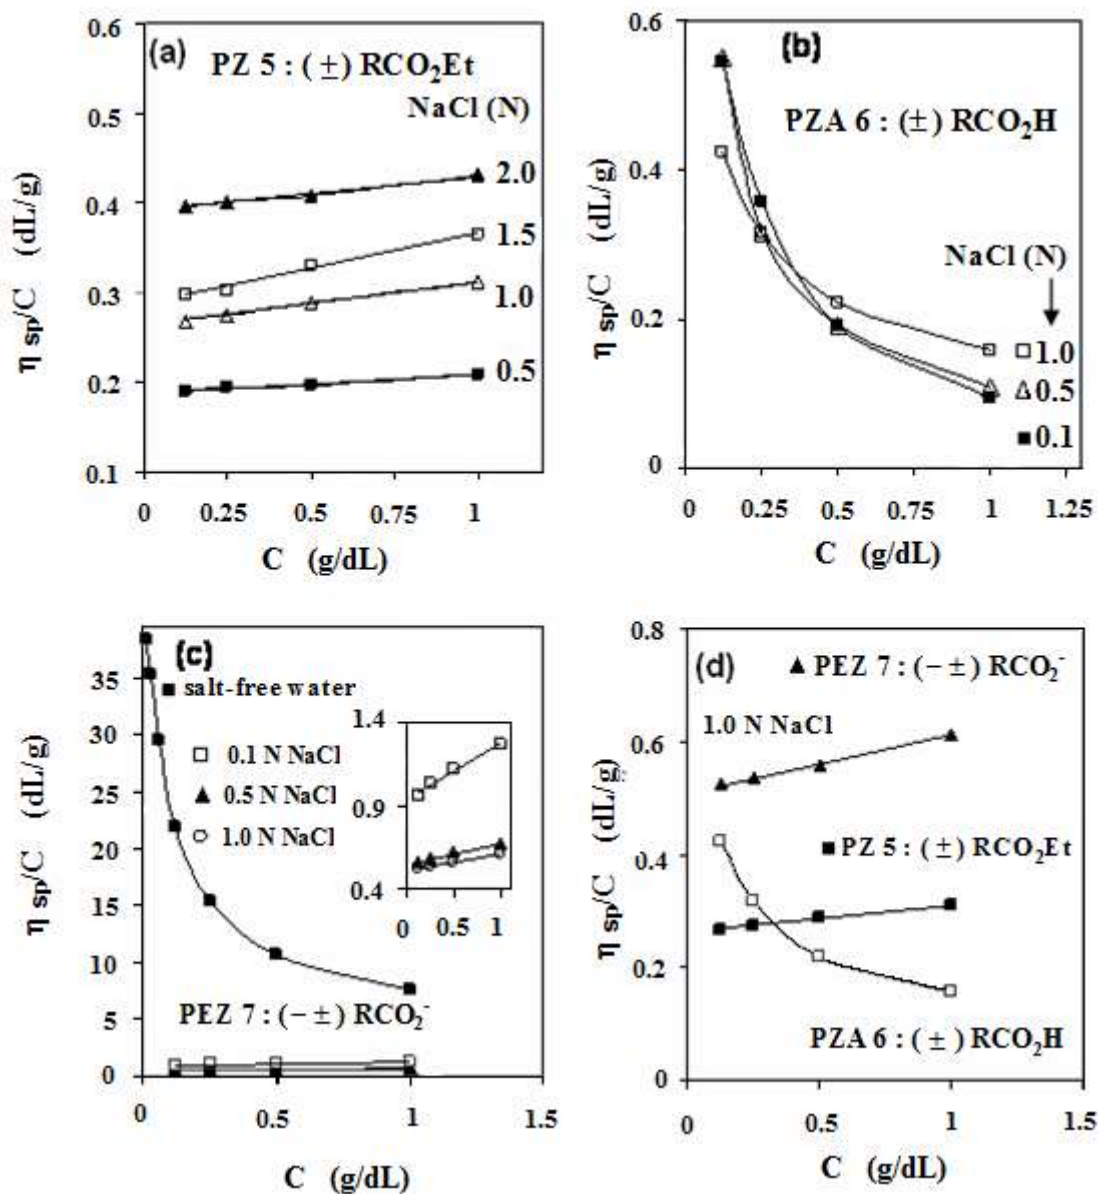 (a)
PZ 5 : (±) RCO₂Et
NaCl (N)
0.6
0.5
0.4
0.3
0.2
0.1
2.0
1.5
1.0
0.5
0
0.25
0.5
0.75
1
η sp/C (dL/g)
C (g/dL)
(b)
PZA 6 : (±) RCO₂H
NaCl (N)
0.6
0.4
0.2
0
1.0
0.5
0.1
0
0.25
0.5
0.75
1
1.25
η sp/C (dL/g)
C (g/dL)
(c)
salt-free water
0.1 N NaCl
0.5 N NaCl
1.0 N NaCl
35
30
25
20
15
10
5
0
1.4
0.9
0.4
0
0.5
1
PEZ 7 : (− ±) RCO₂⁻
0
0.5
1
1.5
η sp/C (dL/g)
C (g/dL)
(d)
PEZ 7 : (− ±) RCO₂⁻
1.0 N NaCl
PZ 5 : (±) RCO₂Et
PZA 6 : (±) RCO₂H
0.8
0.6
0.4
0.2
0
0
0.5
1
1.5
η sp/C (dL/g)
C (g/dL)